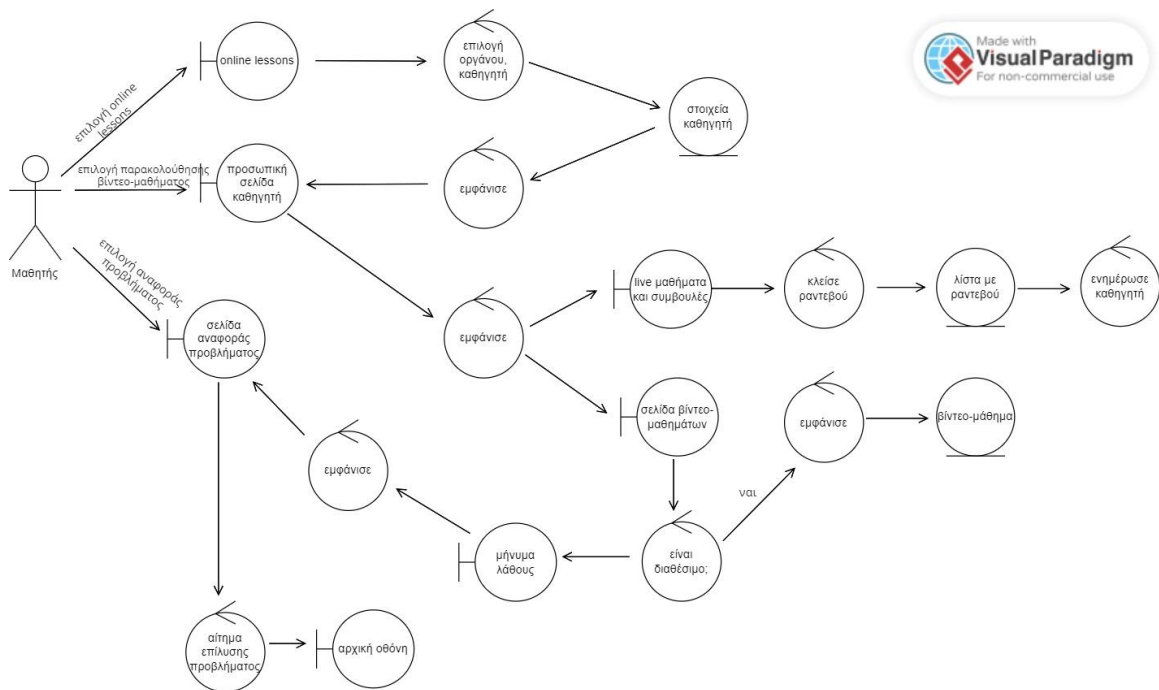 online lessons
επιλογή
οργάνου,
καθηγητή
Made with
Visual Paradigm
For non-commercial use
στοιχεία
καθηγητή
επιλογή online
lessons
επιλογή παρακολούθησης
βίντεο-μαθήματος
προσωπική
σελίδα
καθηγητή
εμφάνισε
Μαθητής
επιλογή αναφοράς
προβλήματος
live μαθήματα
και συμβουλές
κλείσε
ραντεβού
λίστα με
ραντεβού
ενημέρωσε
καθηγητή
σελίδα
αναφοράς
προβλήματος
εμφάνισε
σελίδα βίντεο-
μαθημάτων
εμφάνισε
βίντεο-μάθημα
εμφάνισε
ναι
μήνυμα
λάθους
είναι
διαθέσιμο;
αίτημα
επίλυσης
προβλήματος
αρχική οθόνη